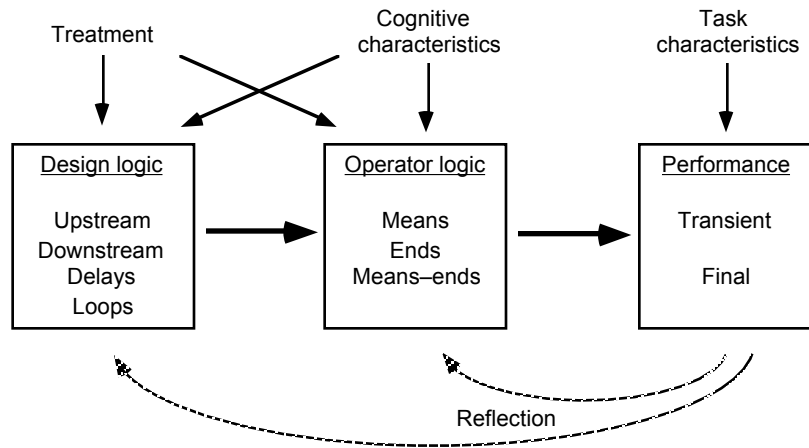 Treatment
Cognitive
characteristics
Task
characteristics
Design logic
Upstream
Downstream
Delays
Loops
Operator logic
Means
Ends
Means–ends
Performance
Transient
Final
Reflection